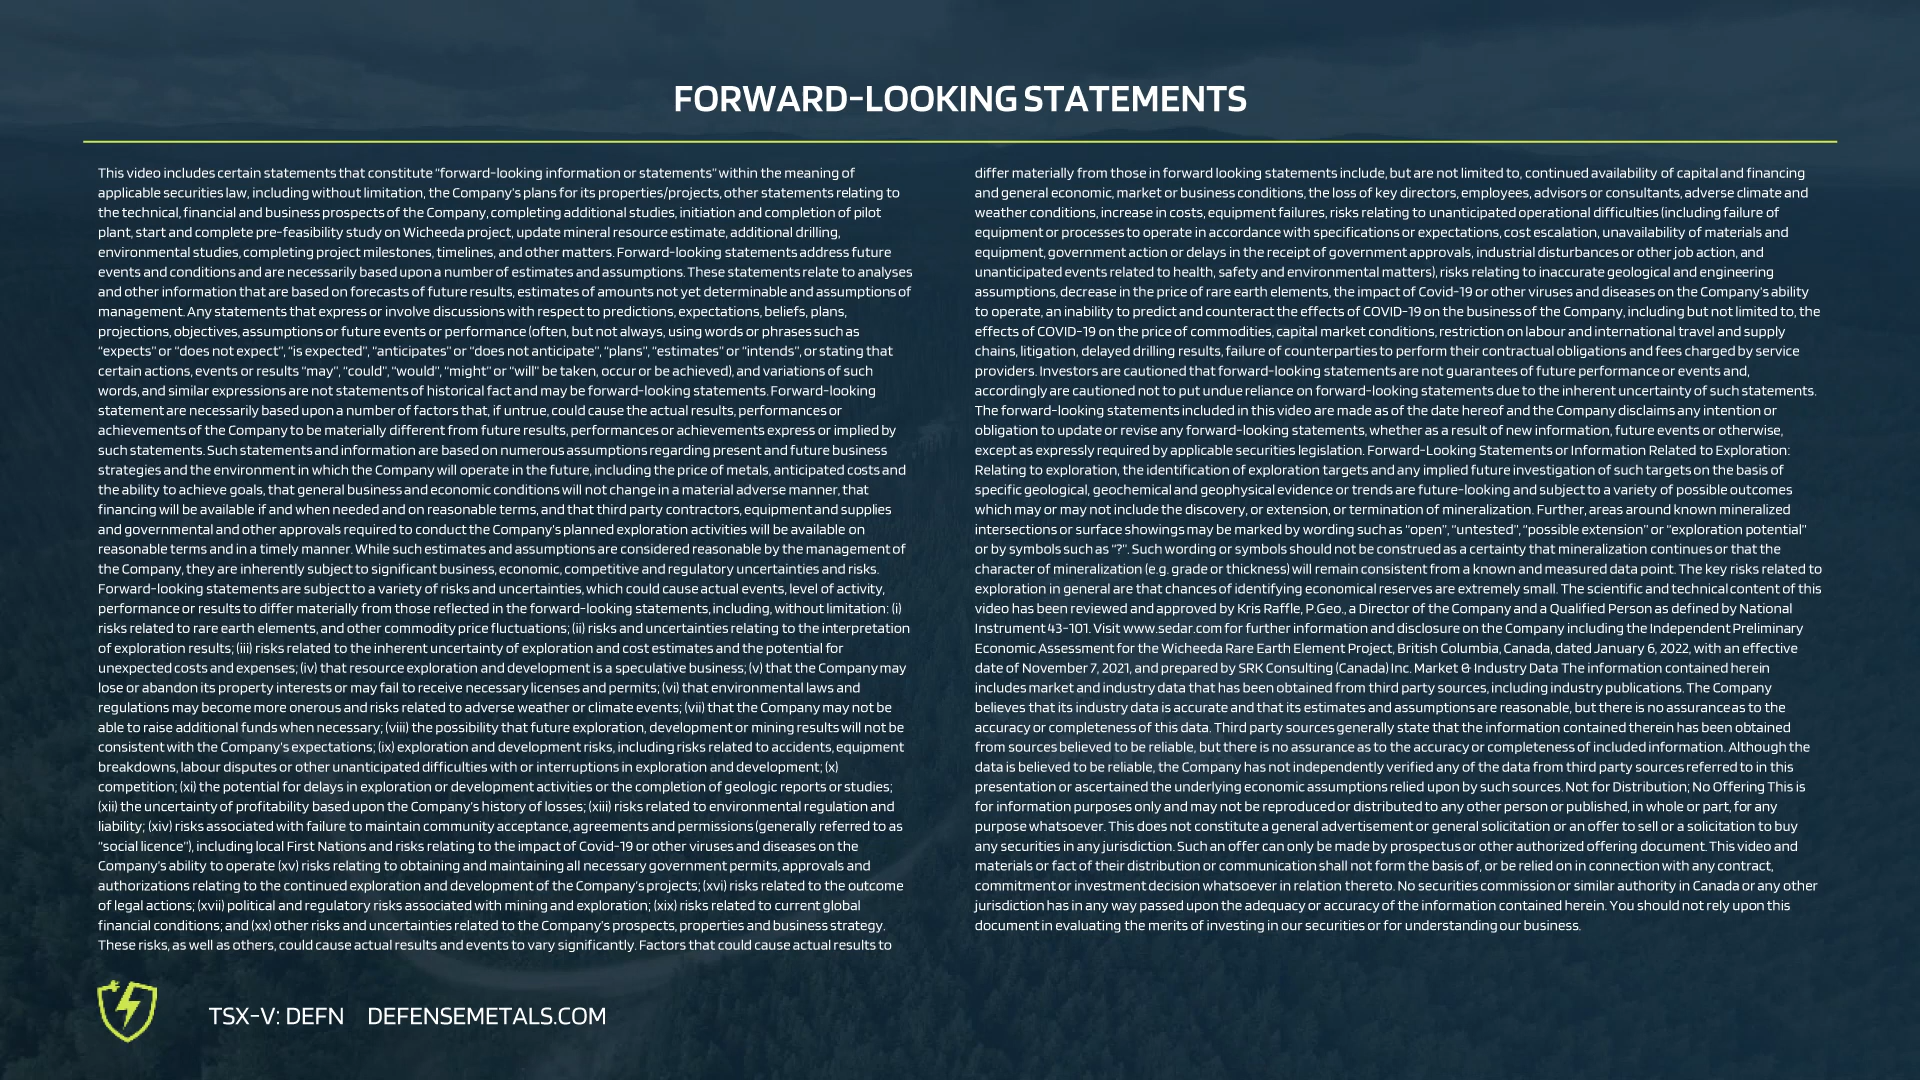 FORWARD-LOOKING STATEMENTS
This video includes certain statements that constitute “forward-looking information or statements” within the meaning of
applicable securities law, including without limitation, the Company’s plans for its properties/projects, other statements relating to
the technical, financial and business prospects of the Company, completing additional studies, initiation and completion of pilot
plant, start and complete pre-feasibility study on Wicheeda project, update mineral resource estimate, additional drilling,
environmental studies, completing project milestones, timelines, and other matters. Forward-looking statements address future
events and conditions and are necessarily based upon a number of estimates and assumptions. These statements relate to analyses
and other information that are based on forecasts of future results, estimates of amounts not yet determinable and assumptions of
management. Any statements that express or involve discussions with respect to predictions, expectations, beliefs, plans,
projections, objectives, assumptions or future events or performance (often, but not always, using words or phrases such as
“expects” or “does not expect”, “is expected”, “anticipates” or “does not anticipate”, “plans”, “estimates” or “intends”, or stating that
certain actions, events or results “may”, “could”, “would”, “might” or “will” be taken, occur or be achieved), and variations of such
words, and similar expressions are not statements of historical fact and may be forward-looking statements. Forward-looking
statement are necessarily based upon a number of factors that, if untrue, could cause the actual results, performances or
achievements of the Company to be materially different from future results, performances or achievements express or implied by
such statements. Such statements and information are based on numerous assumptions regarding present and future business
strategies and the environment in which the Company will operate in the future, including the price of metals, anticipated costs and
the ability to achieve goals, that general business and economic conditions will not change in a material adverse manner, that
financing will be available if and when needed and on reasonable terms, and that third party contractors, equipment and supplies
and governmental and other approvals required to conduct the Company’s planned exploration activities will be available on
reasonable terms and in a timely manner. While such estimates and assumptions are considered reasonable by the management of
the Company, they are inherently subject to significant business, economic, competitive and regulatory uncertainties and risks.
Forward-looking statements are subject to a variety of risks and uncertainties, which could cause actual events, level of activity,
performance or results to differ materially from those reflected in the forward-looking statements, including, without limitation: (i)
risks related to rare earth elements, and other commodity price fluctuations; (ii) risks and uncertainties relating to the interpretation
of exploration results; (iii) risks related to the inherent uncertainty of exploration and cost estimates and the potential for
unexpected costs and expenses; (iv) that resource exploration and development is a speculative business; (v) that the Company may
lose or abandon its property interests or may fail to receive necessary licenses and permits; (vi) that environmental laws and
regulations may become more onerous and risks related to adverse weather or climate events; (vii) that the Company may not be
able to raise additional funds when necessary; (viii) the possibility that future exploration, development or mining results will not be
consistent with the Company’s expectations; (ix) exploration and development risks, including risks related to accidents, equipment
breakdowns, labour disputes or other unanticipated difficulties with or interruptions in exploration and development; (x)
competition; (xi) the potential for delays in exploration or development activities or the completion of geologic reports or studies;
(xii) the uncertainty of profitability based upon the Company’s history of losses; (xiii) risks related to environmental regulation and
liability; (xiv) risks associated with failure to maintain community acceptance, agreements and permissions (generally referred to as
“social licence”), including local First Nations and risks relating to the impact of Covid-19 or other viruses and diseases on the
Company’s ability to operate (xv) risks relating to obtaining and maintaining all necessary government permits, approvals and
authorizations relating to the continued exploration and development of the Company’s projects; (xvi) risks related to the outcome
of legal actions; (xvii) political and regulatory risks associated with mining and exploration; (xix) risks related to current global
financial conditions; and (xx) other risks and uncertainties related to the Company’s prospects, properties and business strategy.
These risks, as well as others, could cause actual results and events to vary significantly. Factors that could cause actual results to
differ materially from those in forward looking statements include, but are not limited to, continued availability of capital and financing
and general economic, market or business conditions, the loss of key directors, employees, advisors or consultants, adverse climate and
weather conditions, increase in costs, equipment failures, risks relating to unanticipated operational difficulties (including failure of
equipment or processes to operate in accordance with specifications or expectations, cost escalation, unavailability of materials and
equipment, government action or delays in the receipt of government approvals, industrial disturbances or other job action, and
unanticipated events related to health, safety and environmental matters), risks relating to inaccurate geological and engineering
assumptions, decrease in the price of rare earth elements, the impact of Covid-19 or other viruses and diseases on the Company’s ability
to operate, an inability to predict and counteract the effects of COVID-19 on the business of the Company, including but not limited to, the
effects of COVID-19 on the price of commodities, capital market conditions, restriction on labour and international travel and supply
chains, litigation, delayed drilling results, failure of counterparties to perform their contractual obligations and fees charged by service
providers. Investors are cautioned that forward-looking statements are not guarantees of future performance or events and,
accordingly are cautioned not to put undue reliance on forward-looking statements due to the inherent uncertainty of such statements.
The forward-looking statements included in this video are made as of the date hereof and the Company disclaims any intention or
obligation to update or revise any forward-looking statements, whether as a result of new information, future events or otherwise,
except as expressly required by applicable securities legislation. Forward-Looking Statements or Information Related to Exploration:
Relating to exploration, the identification of exploration targets and any implied future investigation of such targets on the basis of
specific geological, geochemical and geophysical evidence or trends are future-looking and subject to a variety of possible outcomes
which may or may not include the discovery, or extension, or termination of mineralization. Further, areas around known mineralized
intersections or surface showings may be marked by wording such as “open”, “untested”, “possible extension” or “exploration potential”
or by symbols such as “?”. Such wording or symbols should not be construed as a certainty that mineralization continues or that the
character of mineralization (e.g. grade or thickness) will remain consistent from a known and measured data point. The key risks related to
exploration in general are that chances of identifying economical reserves are extremely small. The scientific and technical content of this
video has been reviewed and approved by Kris Raffle, P.Geo., a Director of the Company and a Qualified Person as defined by National
Instrument 43-101. Visit www.sedar.com for further information and disclosure on the Company including the Independent Preliminary
Economic Assessment for the Wicheeda Rare Earth Element Project, British Columbia, Canada, dated January 6, 2022, with an effective
date of November 7, 2021, and prepared by SRK Consulting (Canada) Inc. Market & Industry Data The information contained herein
includes market and industry data that has been obtained from third party sources, including industry publications. The Company
believes that its industry data is accurate and that its estimates and assumptions are reasonable, but there is no assurance as to the
accuracy or completeness of this data. Third party sources generally state that the information contained therein has been obtained
from sources believed to be reliable, but there is no assurance as to the accuracy or completeness of included information. Although the
data is believed to be reliable, the Company has not independently verified any of the data from third party sources referred to in this
presentation or ascertained the underlying economic assumptions relied upon by such sources. Not for Distribution; No Offering This is
for information purposes only and may not be reproduced or distributed to any other person or published, in whole or part, for any
purpose whatsoever. This does not constitute a general advertisement or general solicitation or an offer to sell or a solicitation to buy
any securities in any jurisdiction. Such an offer can only be made by prospectus or other authorized offering document. This video and
materials or fact of their distribution or communication shall not form the basis of, or be relied on in connection with any contract,
commitment or investment decision whatsoever in relation thereto. No securities commission or similar authority in Canada or any other
jurisdiction has in any way passed upon the adequacy or accuracy of the information contained herein. You should not rely upon this
document in evaluating the merits of investing in our securities or for understanding our business.
TSX-V: DEFN DEFENSEMETALS.COM